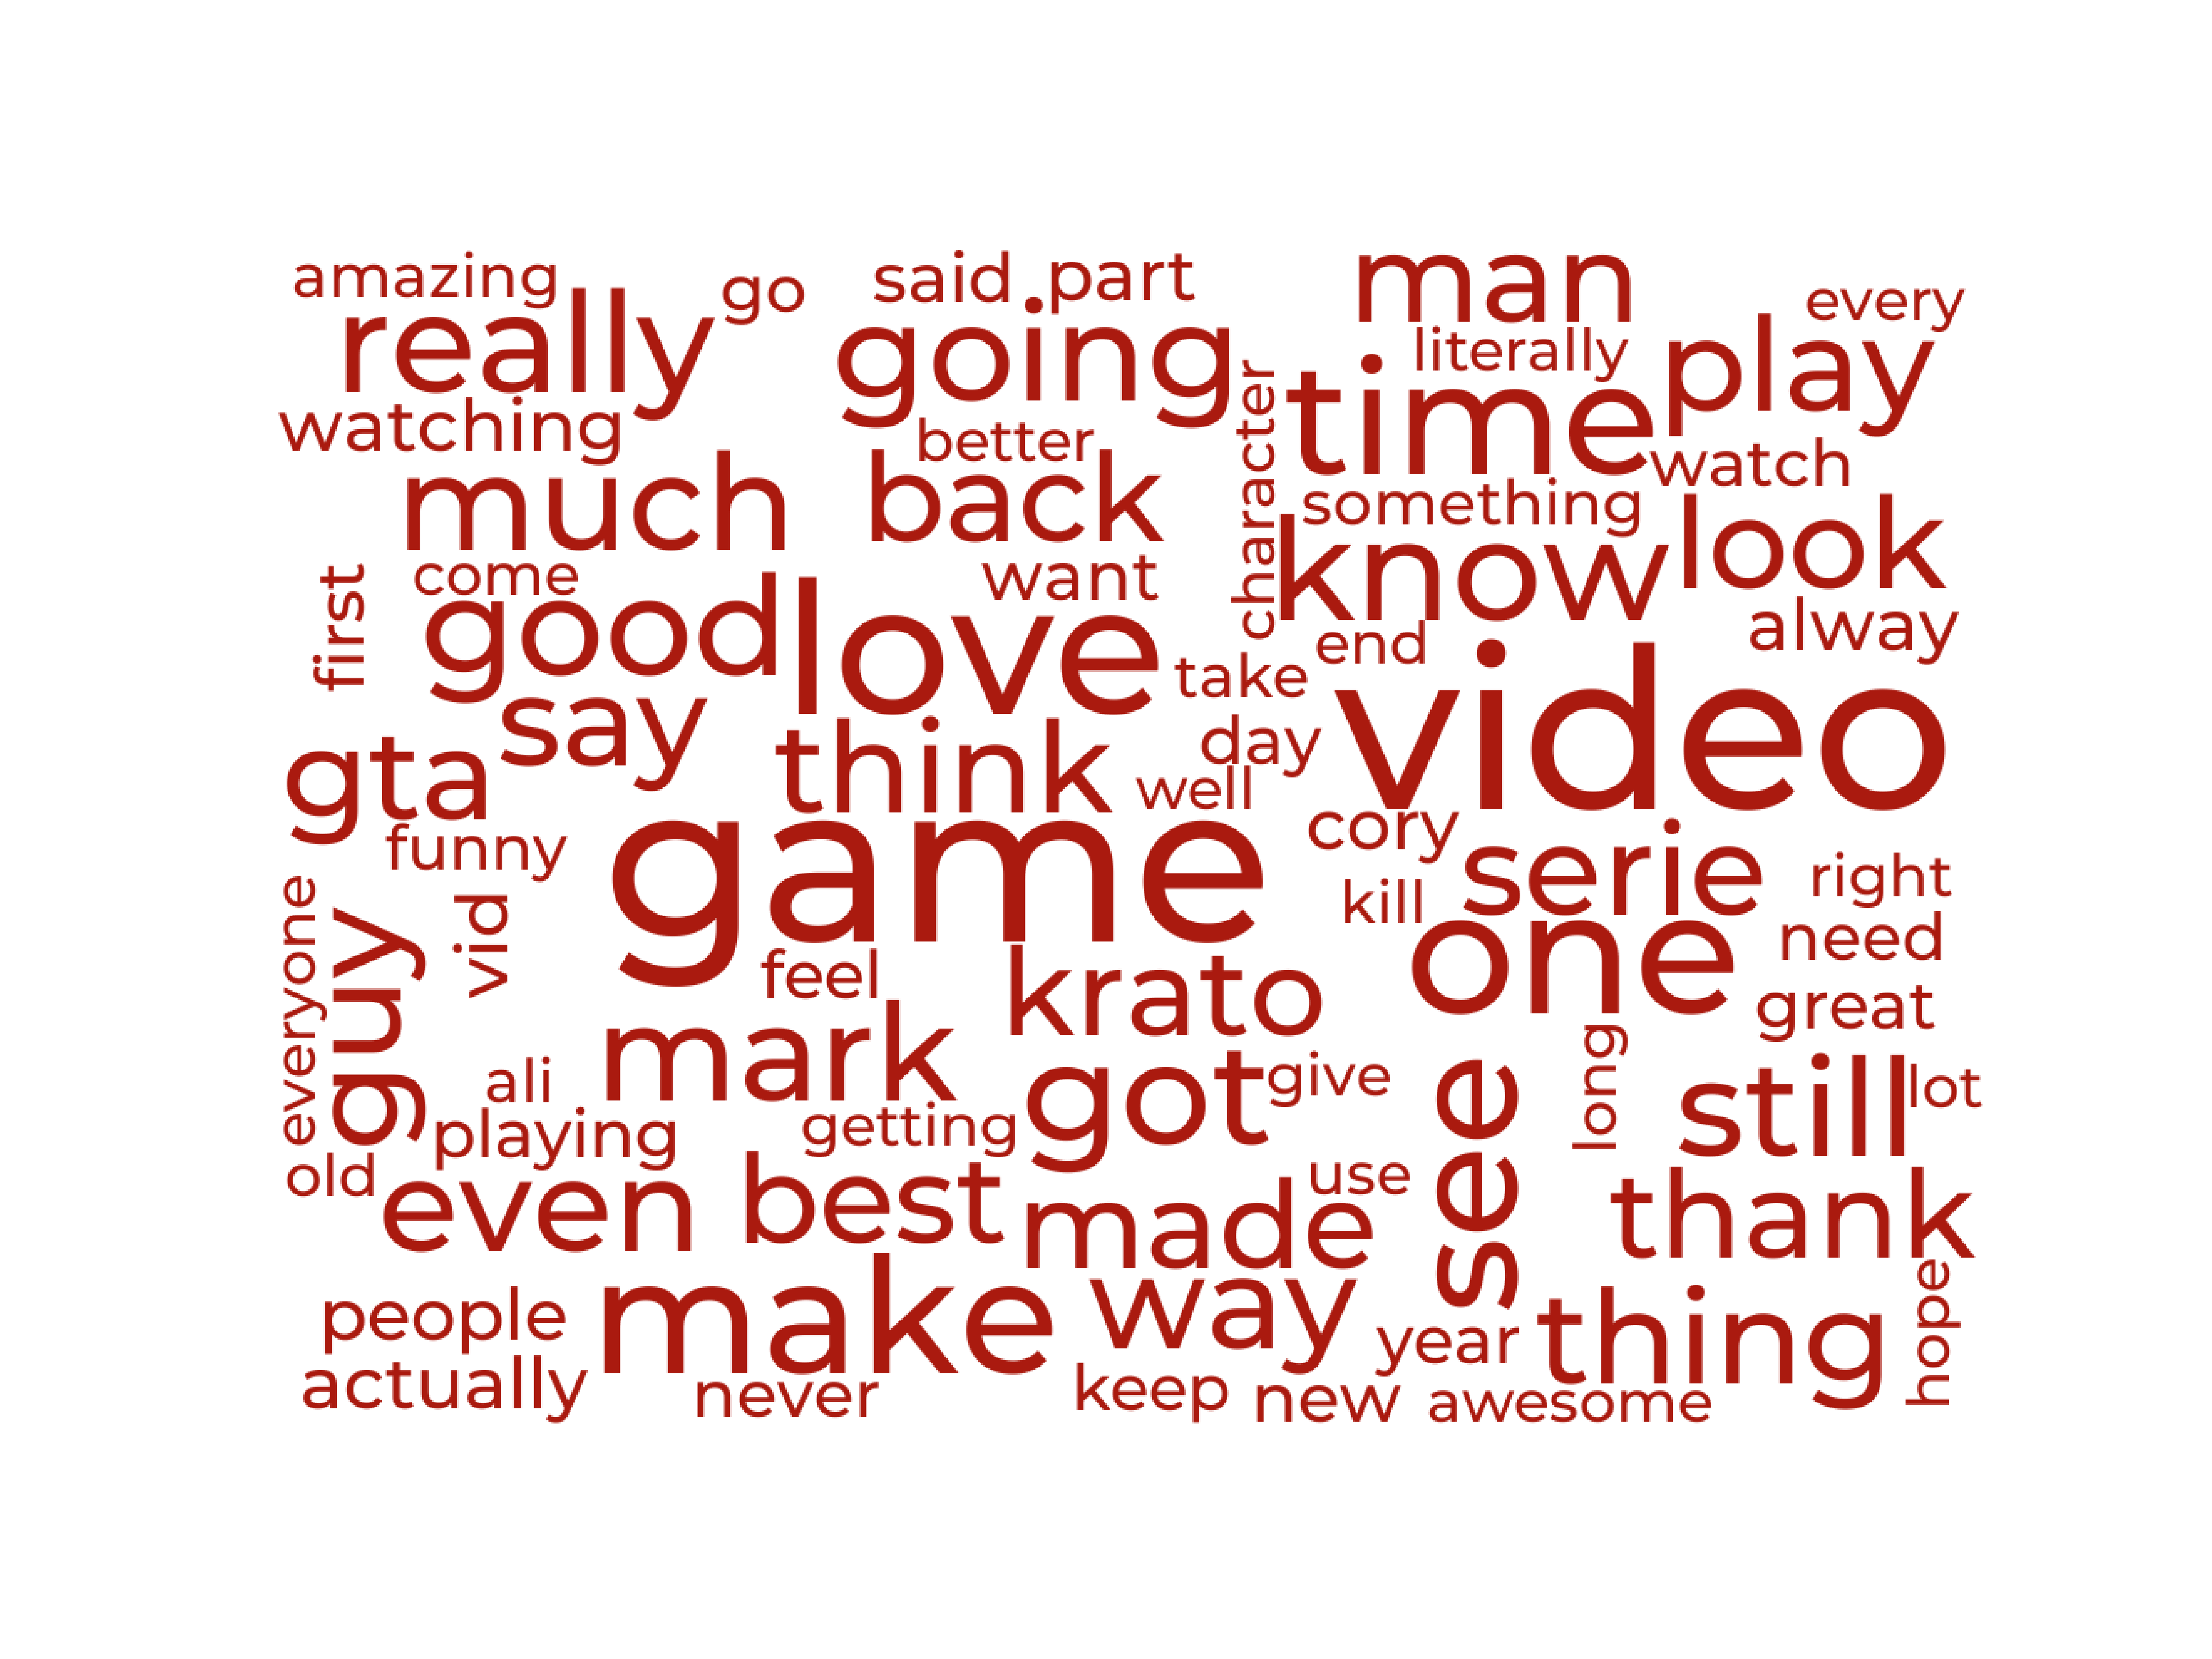 amazing
go
said
part
man
every
really
going
literally
play
time
watching
better
character
watch
much
back
something
look
know
come
want
first
good
love
end
alway
take
say
video
gta
think
day
well
cory
funny
game
serie
right
kill
everyone
guy
vid
feel
krato
one
need
great
mark
ali
got
give
see
long
still
lot
playing
getting
old
even
best
made
use
thank
people
make
way
year
thing
hope
actually
never
keep
new
awesome